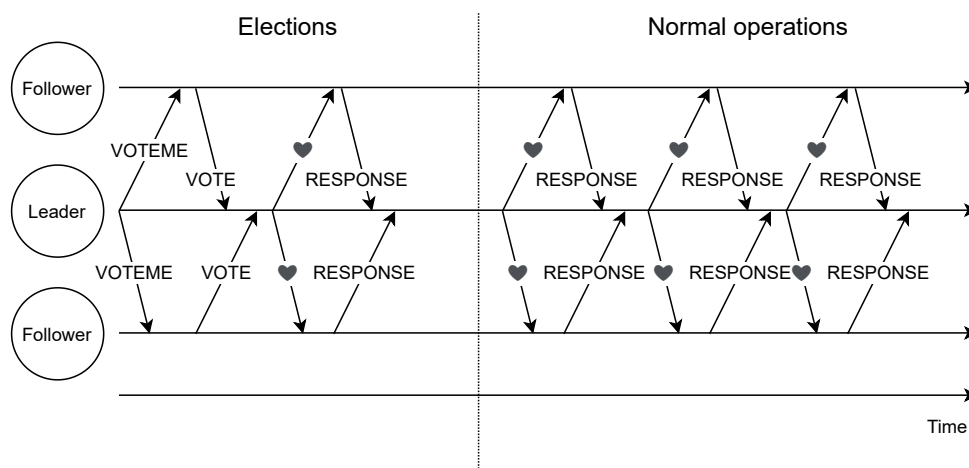 Elections
Normal operations
Follower
VOTEME
VOTE
RESPONSE
RESPONSE
RESPONSE
RESPONSE
Leader
VOTEME
VOTE
RESPONSE
RESPONSE
RESPONSE
RESPONSE
Follower
Time